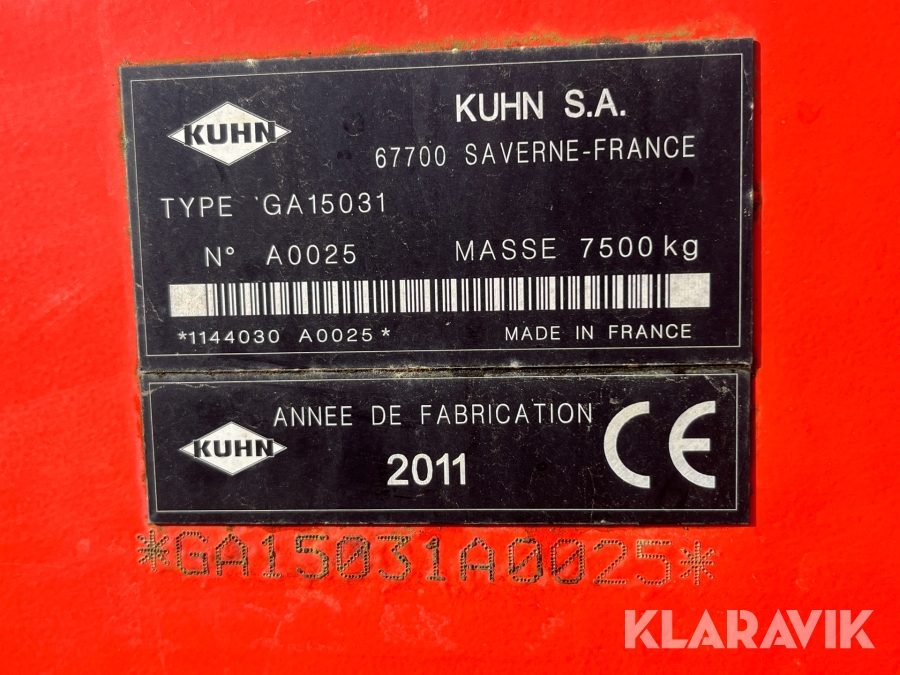 KUHN
KUHN S.A.
67700 SAVERNE-FRANCE
TYPE GA15031
N° A0025 MASSE 7500 kg
*1144030 A0025*
MADE IN FRANCE
KUHN
ANNEE DE FABRICATION
2011
CE
*GA15031A0025*
KLARAVIK